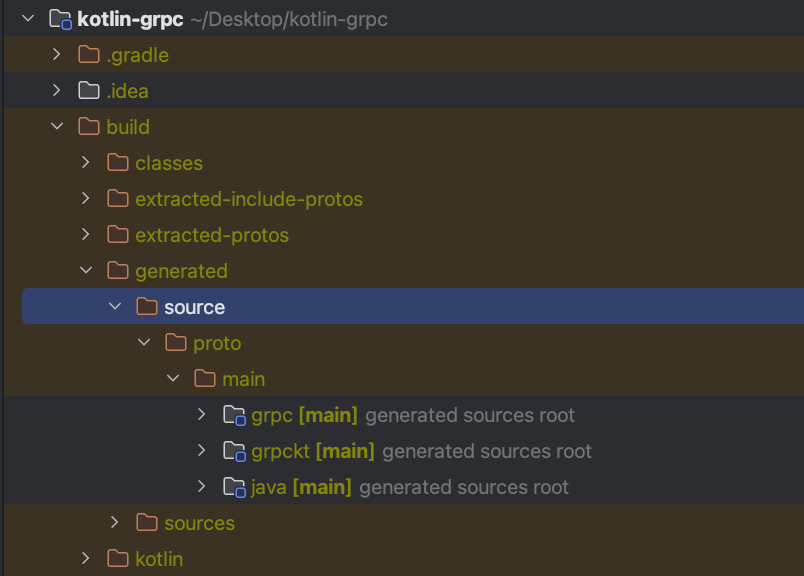 kotlin-grpc ~/Desktop/kotlin-grpc
.gradle
.idea
build
classes
extracted-include-protos
extracted-protos
generated
source
proto
main
grpc [main] generated sources root
grpckt [main] generated sources root
java [main] generated sources root
sources
kotlin